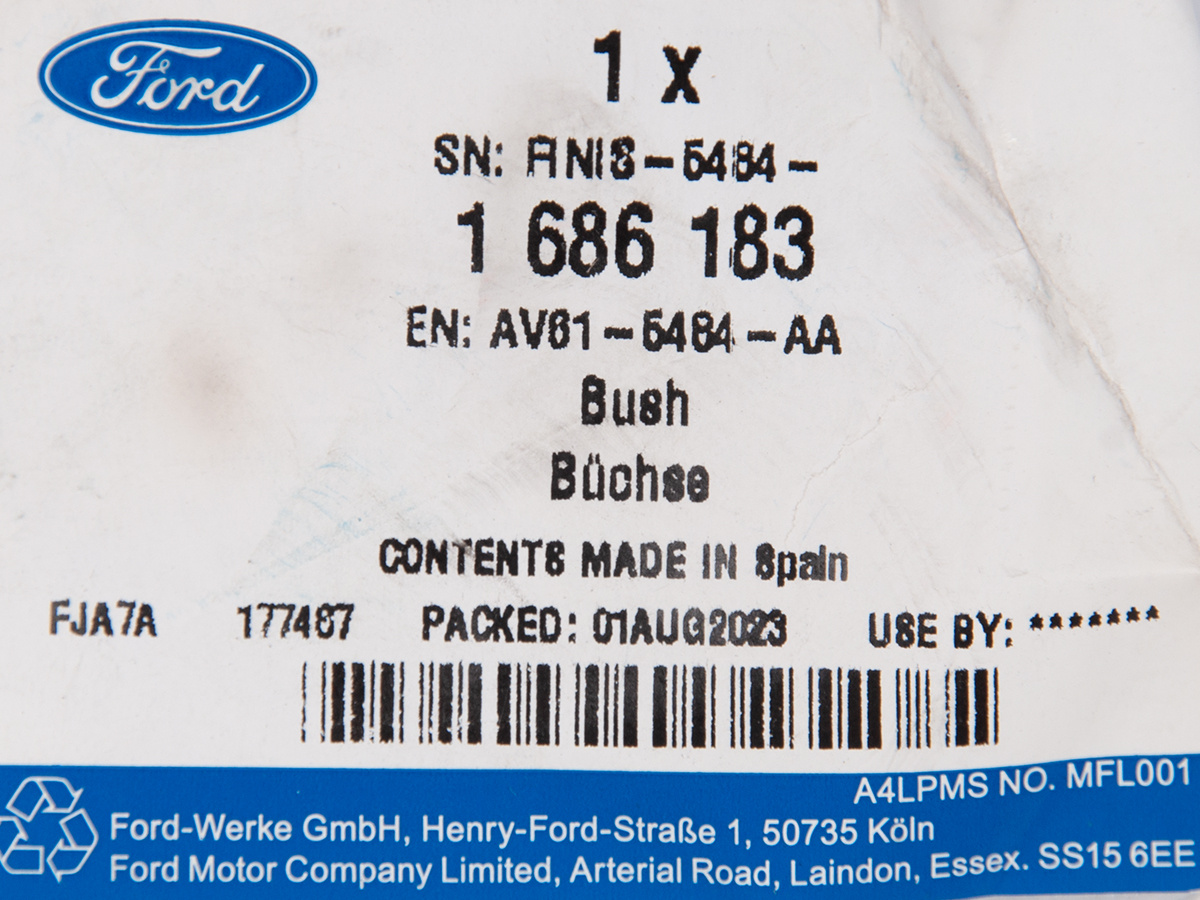 Ford
1 x
SN: FINIS-5484-
1 686 183
EN: AV61-5484-AA
Bush
Büchse
CONTENTS MADE IN Spain
FJA7A 177467 PACKED: 01AUG2023 USE BY: *******
A4LPMS NO. MFL001
Ford-Werke GmbH, Henry-Ford-Straße 1, 50735 Köln
Ford Motor Company Limited, Arterial Road, Laindon, Essex. SS15 6EE